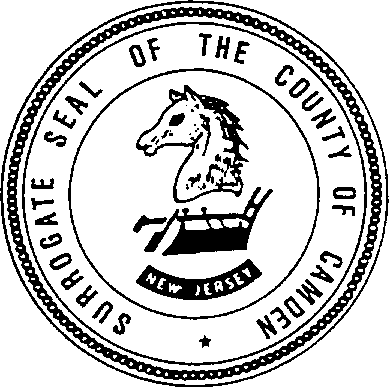 SURROGATE SEAL OF THE COUNTY OF CAMDEN
NEW JERSEY